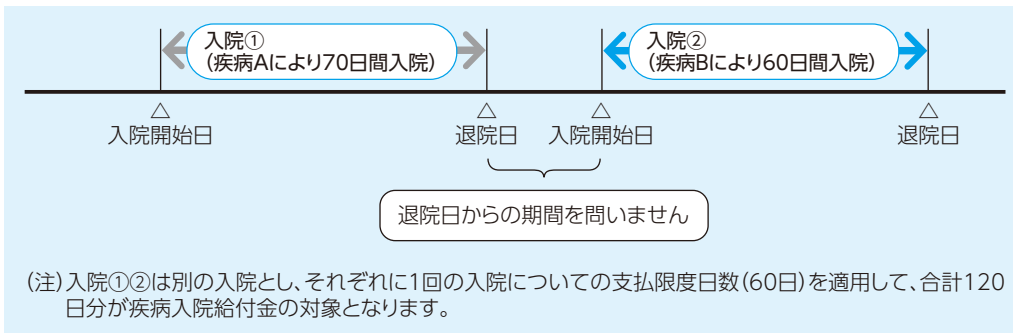 入院①
(疾病Aにより70日間入院)
入院②
(疾病Bにより60日間入院)
△ △ △ △
入院開始日 退院日 入院開始日 退院日
退院日からの期間を問いません
(注)入院①②は別の入院とし、それぞれに1回の入院についての支払限度日数(60日)を適用して、合計120
日分が疾病入院給付金の対象となります。